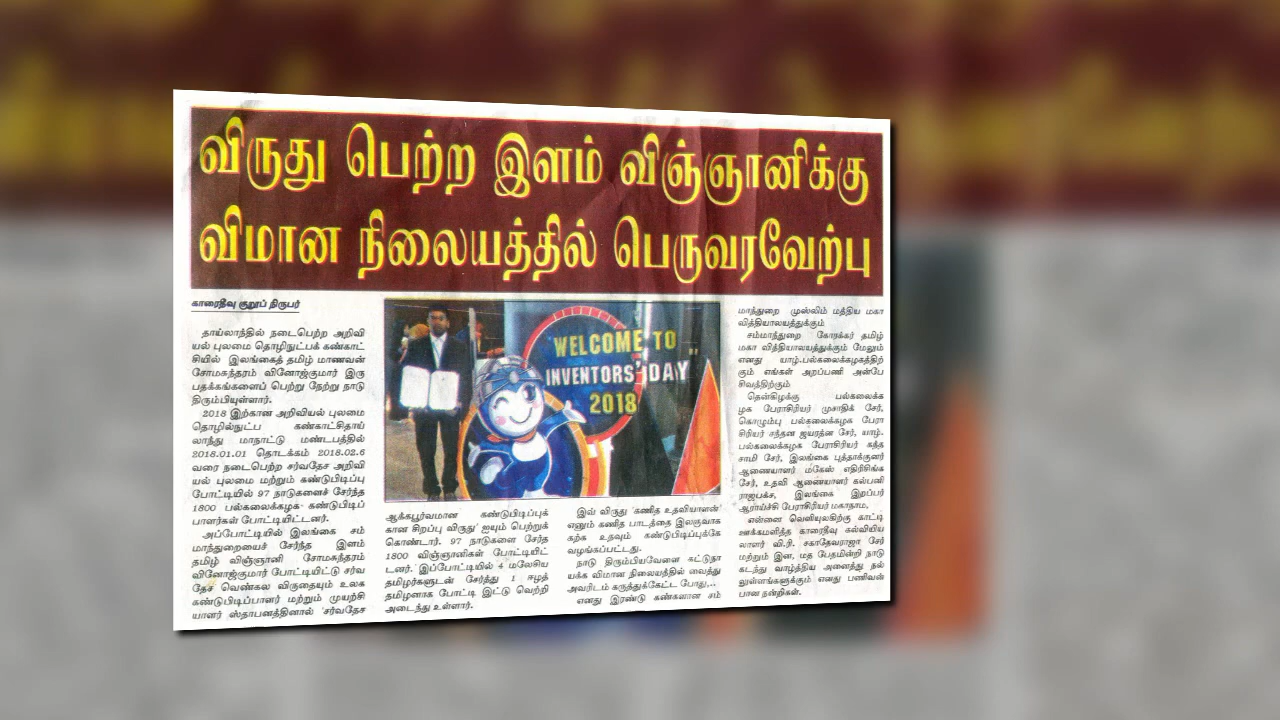 விருது பெற்ற இளம் விஞ்ஞானிக்கு
விமான நிலையத்தில் பெருவரவேற்பு
காரைதீவு குறூப் நிருபர்
தாய்லாந்தில் நடைபெற்ற அறிவி
யல் புலமை தொழிநுட்பக் கண்காட்
சியில் இலங்கைத் தமிழ் மாணவன்
சோமசுந்தரம் வினோஜ்குமார் இரு
பதக்கங்களைப் பெற்று நேற்று நாடு
திரும்பியுள்ளார்.
2018 இற்கான அறிவியல் புலமை
தொழில்நுட்ப கண்காட்சிதாய்
லாந்து மாநாட்டு மண்டபத்தில்
2018.01.01 தொடக்கம் 2018.02.6
வரை நடைபெற்ற சர்வதேச அறிவி
யல் புலமை மற்றும் கண்டுபிடிப்பு
போட்டியில் 97 நாடுகளைச் சேர்ந்த
1800 பல்கலைக்கழக கண்டுபிடிப்
பாளர்கள் போட்டியிட்டனர்.
அப்போட்டியில் இலங்கை சம்
மாந்துறையைச் சேர்ந்த இளம்
தமிழ் விஞ்ஞானி சோமசுந்தரம்
வினோஜ்குமார் போட்டியிட்டு சர்வ
தேச வெண்கல விருதையும் உலக
கண்டுபிடிப்பாளர் மற்றும் முயற்சி
யாளர் ஸ்தாபனத்தினால் 'சர்வதேச
WELCOME TO
INVENTORS' DAY
2018
ஆக்கபூர்வமான கண்டுபிடிப்புக்
கான சிறப்பு விருது' ஐயும் பெற்றுக்
கொண்டார். 97 நாடுகளை சேர்ந்த
1800 விஞ்ஞானிகள் போட்டியிட்
டனர். இப்போட்டியில் 4 மலேசிய
தமிழர்களுடன் சேர்த்து 1 ஈழத்
தமிழனாக போட்டி இட்டு வெற்றி
அடைந்து உள்ளார்.
இவ் விருது 'கணித உதவியாளன்'
எனும் கணித பாடத்தை இலகுவாக
கற்க உதவும் கண்டுபிடிப்புக்கே
வழங்கப்பட்டது.
நாடு திரும்பியவேளை கட்டுநா
யக்க விமான நிலையத்தில் வைத்து
அவரிடம் கருத்துக்கேட்ட போது,..
எனது இரண்டு கண்களான சம்
மாந்துறை முஸ்லிம் மத்திய மகா
வித்தியாலயத்துக்கும்
சம்மாந்துறை கோரக்கர் தமிழ்
மகா வித்தியாலயத்துக்கும் மேலும்
எனது யாழ்.பல்கலைக்கழகத்திற்
கும் எங்கள் அறப்பணி அன்பே
சிவத்திற்கும்
தென்கிழக்கு பல்கலைக்க
ழக பேராசிரியர் முசாதிக் சேர்,
கொழும்பு பல்கலைக்கழக பேரா
சிரியர் சந்தன ஜயரத்ன சேர், யாழ்.
பல்கலைக்கழக பேராசிரியர் கந்த
சாமி சேர், இலங்கை புத்தாக்குனர்
ஆணையாளர் மகேஸ் எதிரிசிங்க
சேர், உதவி ஆணையாளர் கல்பனி
ராஜபக்ச, இலங்கை இறப்பர்
ஆராய்ச்சி பேராசிரியர் மகாநாம,
என்னை வெளியுலகிற்கு காட்டி
ஊக்கமளித்த காரைதீவு கல்வியிய
லாளர் வி.ரி. சகாதேவராஜா சேர்
மற்றும் இன, மத பேதமின்றி நாடு
கடந்து வாழ்த்திய அனைத்து நல்
லுள்ளங்களுக்கும் எனது பணிவான
பான நன்றிகள்.